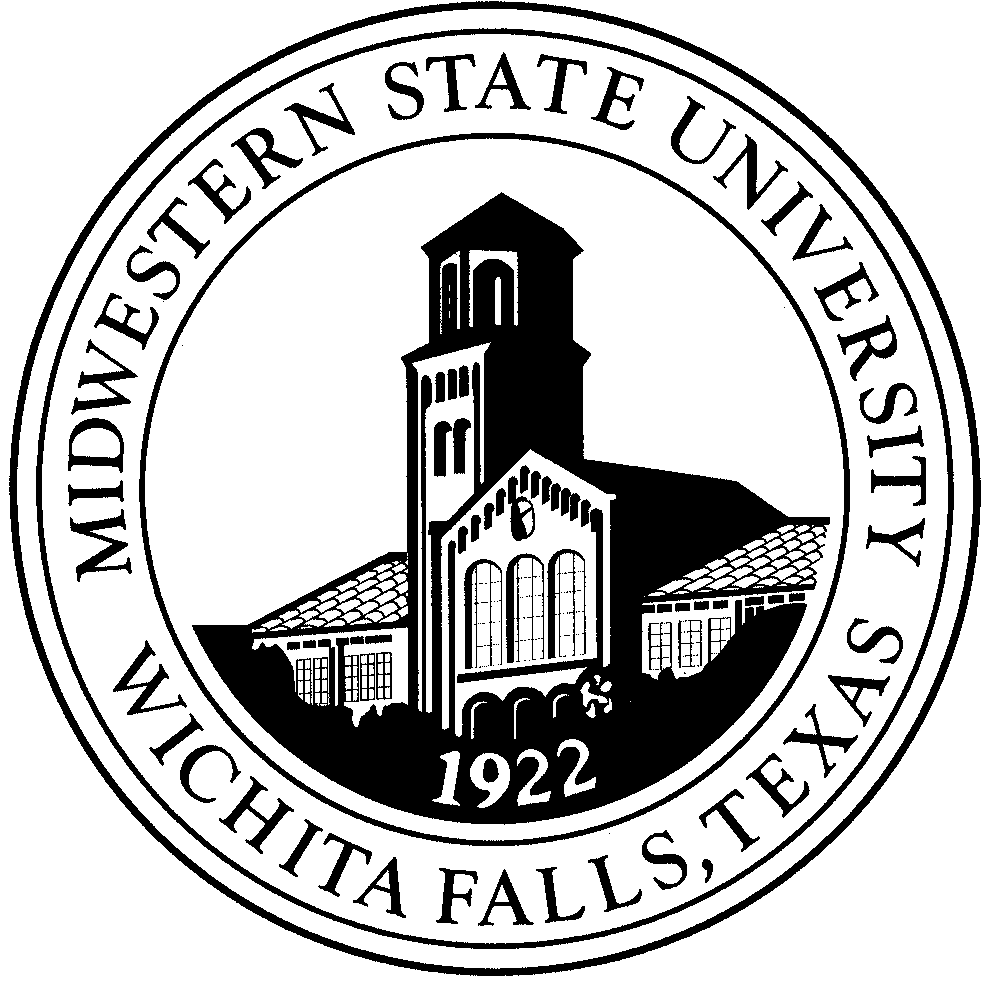 MIDWESTERN STATE UNIVERSITY
1922
WICHITA FALLS, TEXAS